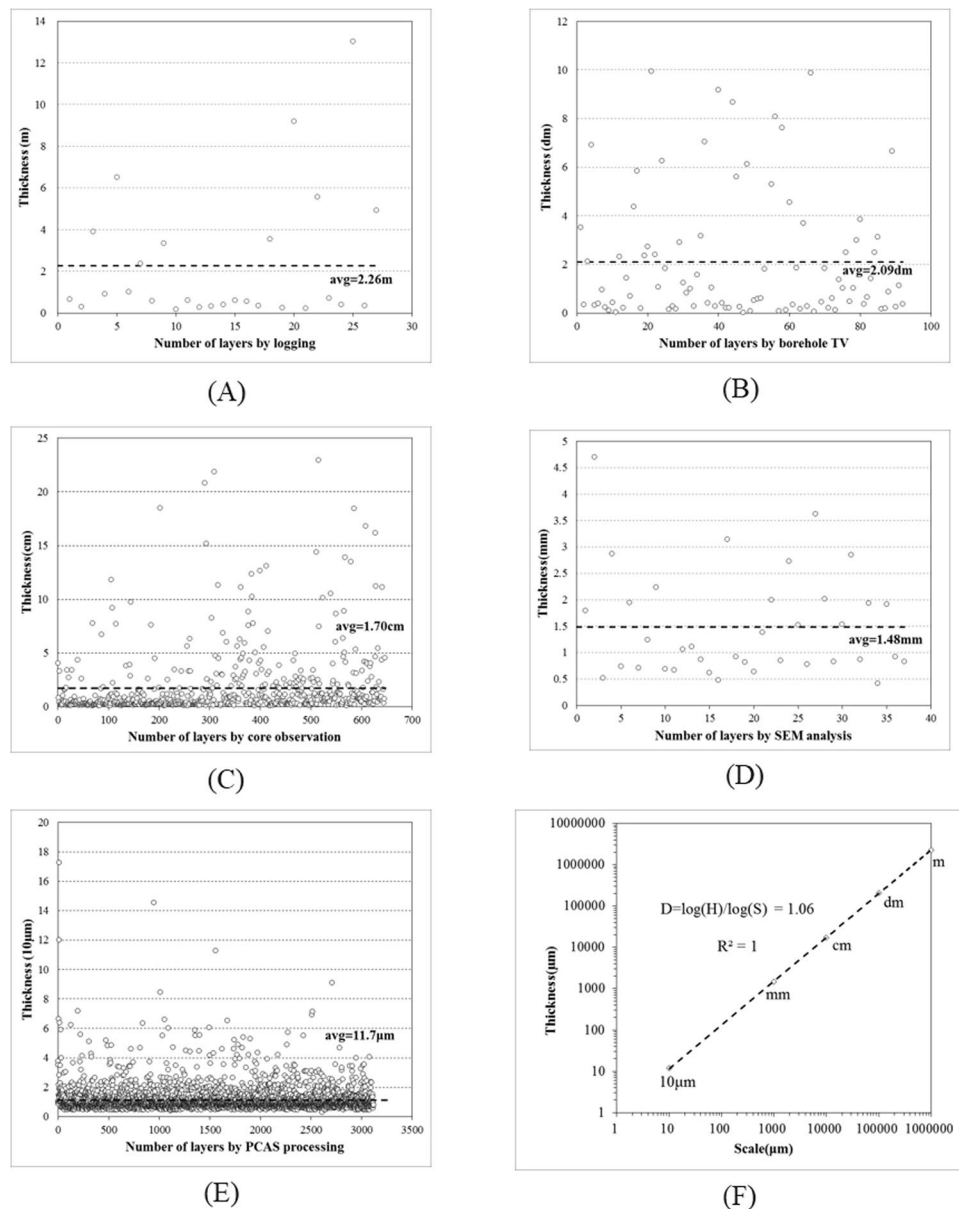 14
12
10
8
6
4
2
0
Thickness (m)
avg=2.26m
0 5 10 15 20 25 30
Number of layers by logging
(A)
12
10
8
6
4
2
0
Thickness (dm)
avg=2.09dm
0 20 40 60 80 100
Number of layers by borehole TV
(B)
25
20
15
10
5
0
Thickness(cm)
avg=1.70cm
0 100 200 300 400 500 600 700
Number of layers by core observation
(C)
5
4.5
4
3.5
3
2.5
2
1.5
1
0.5
0
Thickness(mm)
avg=1.48mm
0 5 10 15 20 25 30 35 40
Number of layers by SEM analysis
(D)
20
18
16
14
12
10
8
6
4
2
0
Thickness (10μm)
avg=11.7μm
0 500 1000 1500 2000 2500 3000 3500
Number of layers by PCAS processing
(E)
10000000
1000000
100000
10000
1000
100
10
1
Thickness(μm)
D=log(H)/log(S) = 1.06
R² = 1
m
dm
cm
mm
10μm
1 10 100 1000 10000 100000 1000000
Scale(μm)
(F)